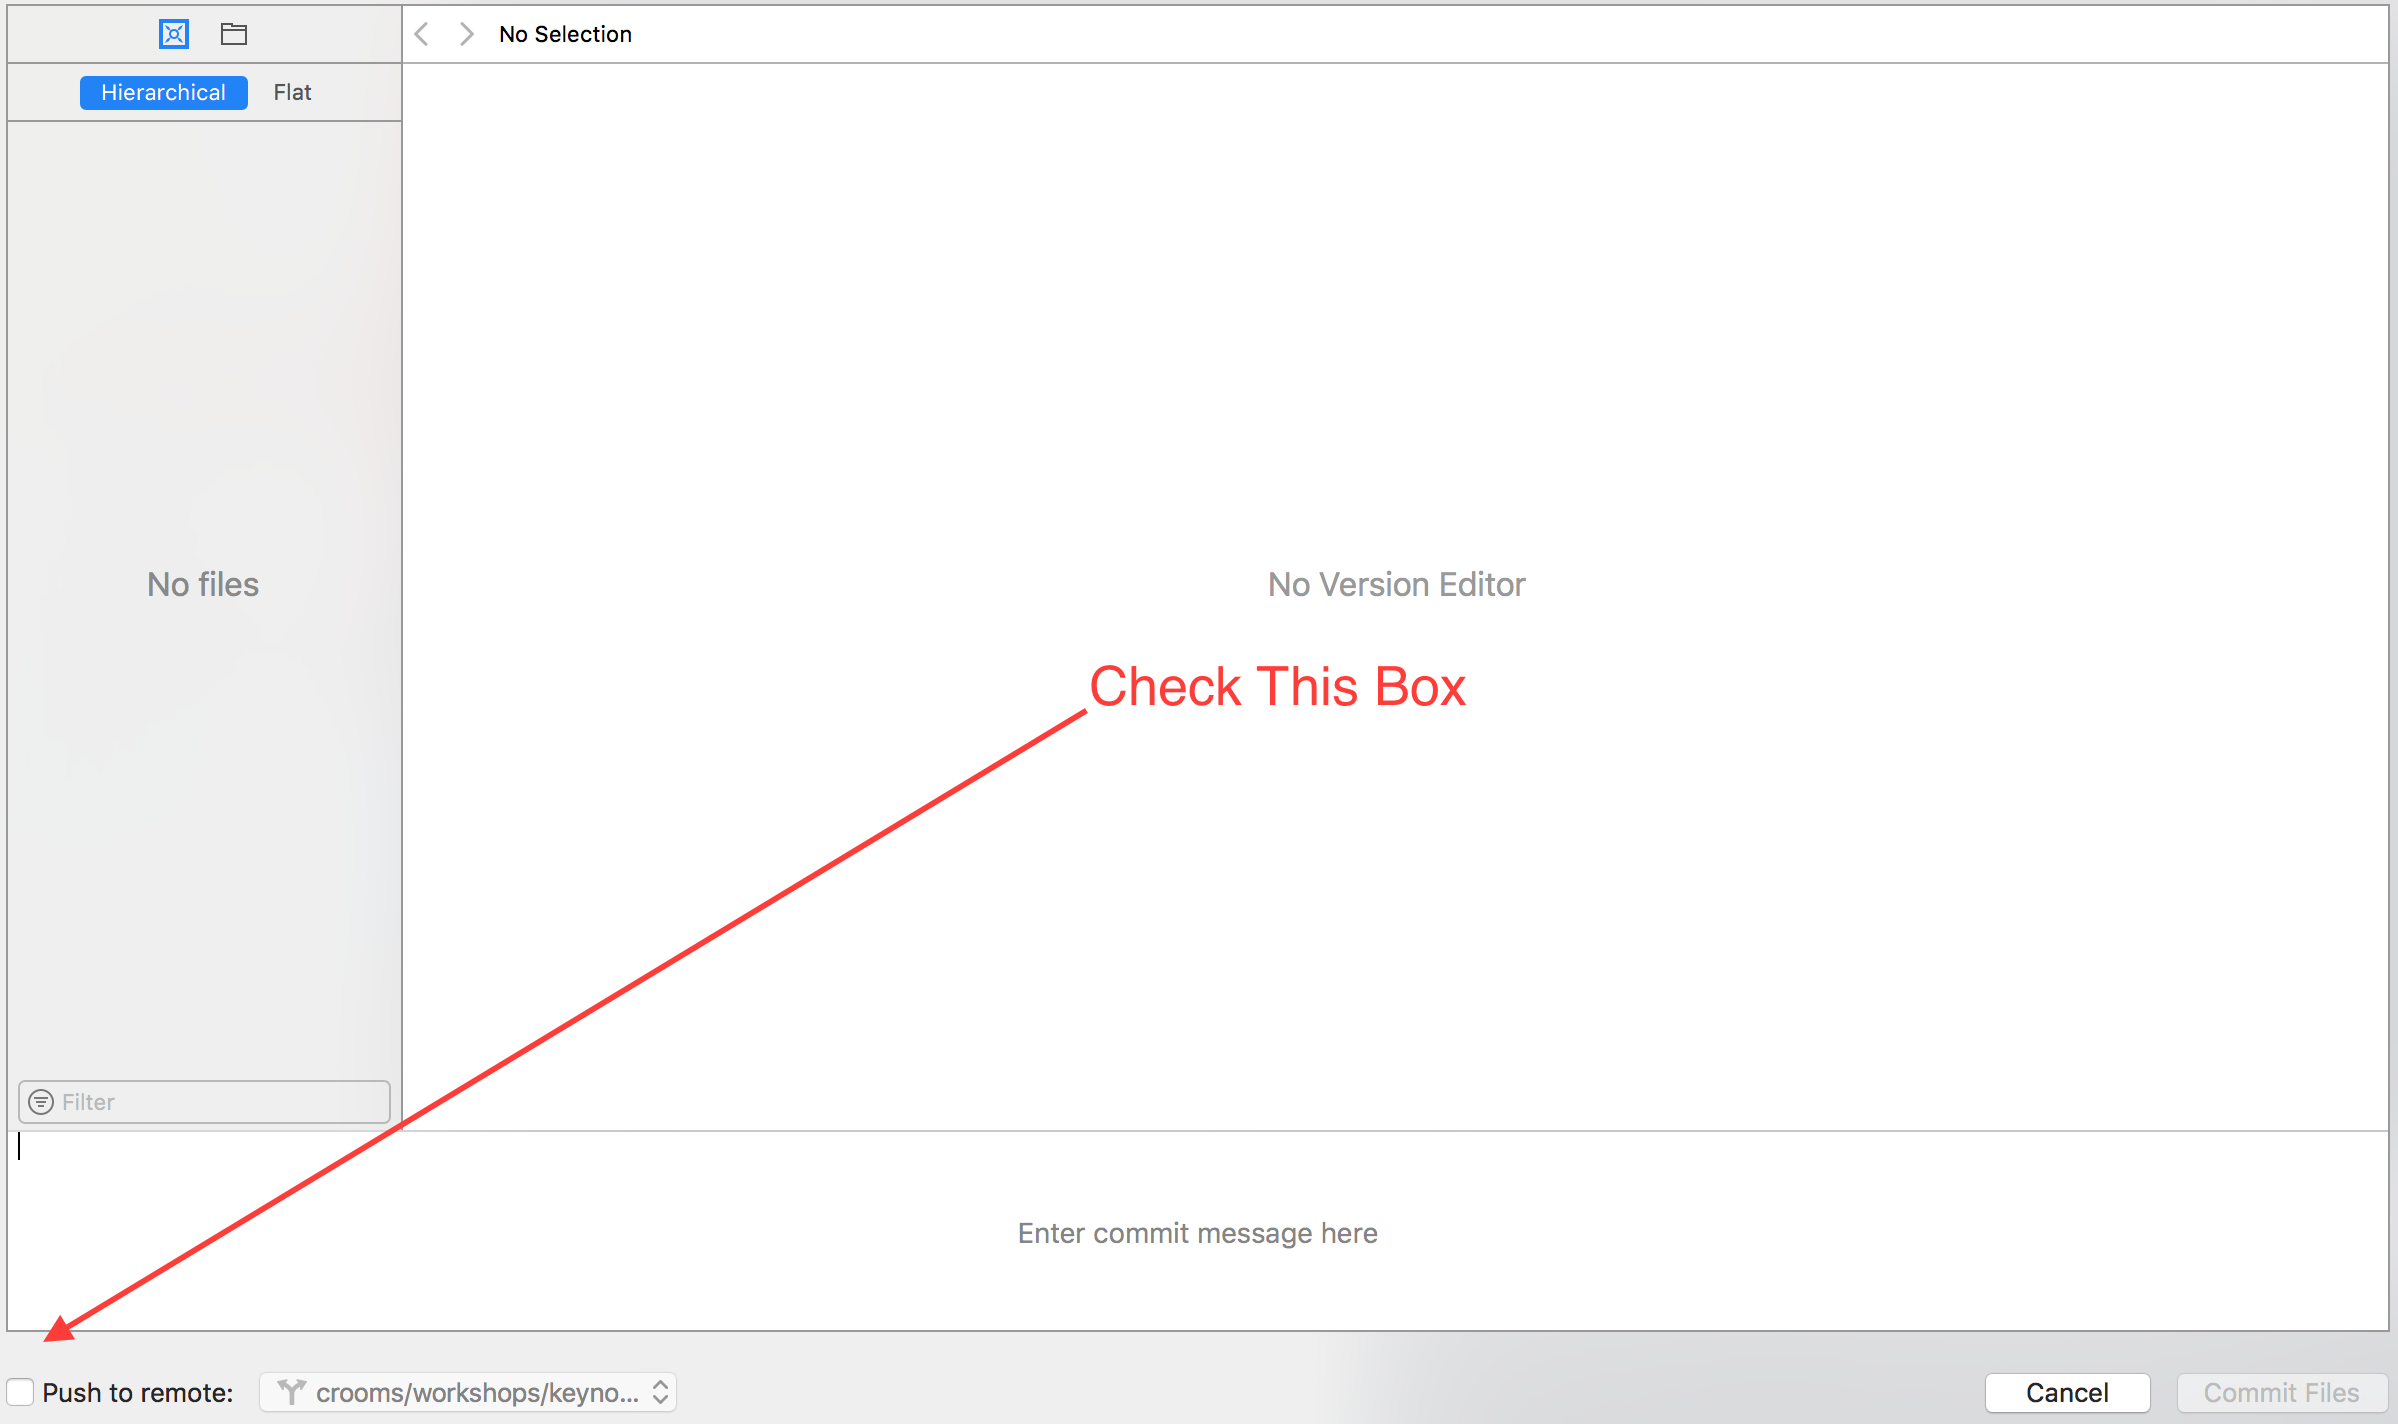 No Selection
Hierarchical Flat
No files
No Version Editor
Check This Box
Filter
Enter commit message here
Push to remote: crooms/workshops/keyno... Cancel Commit Files